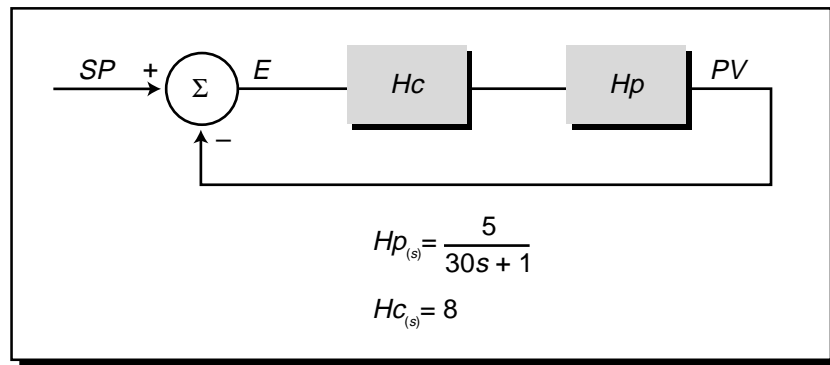 SP + Σ E Hc Hp PV
−
Hp(s) = 5 / (30s + 1)
Hc(s) = 8